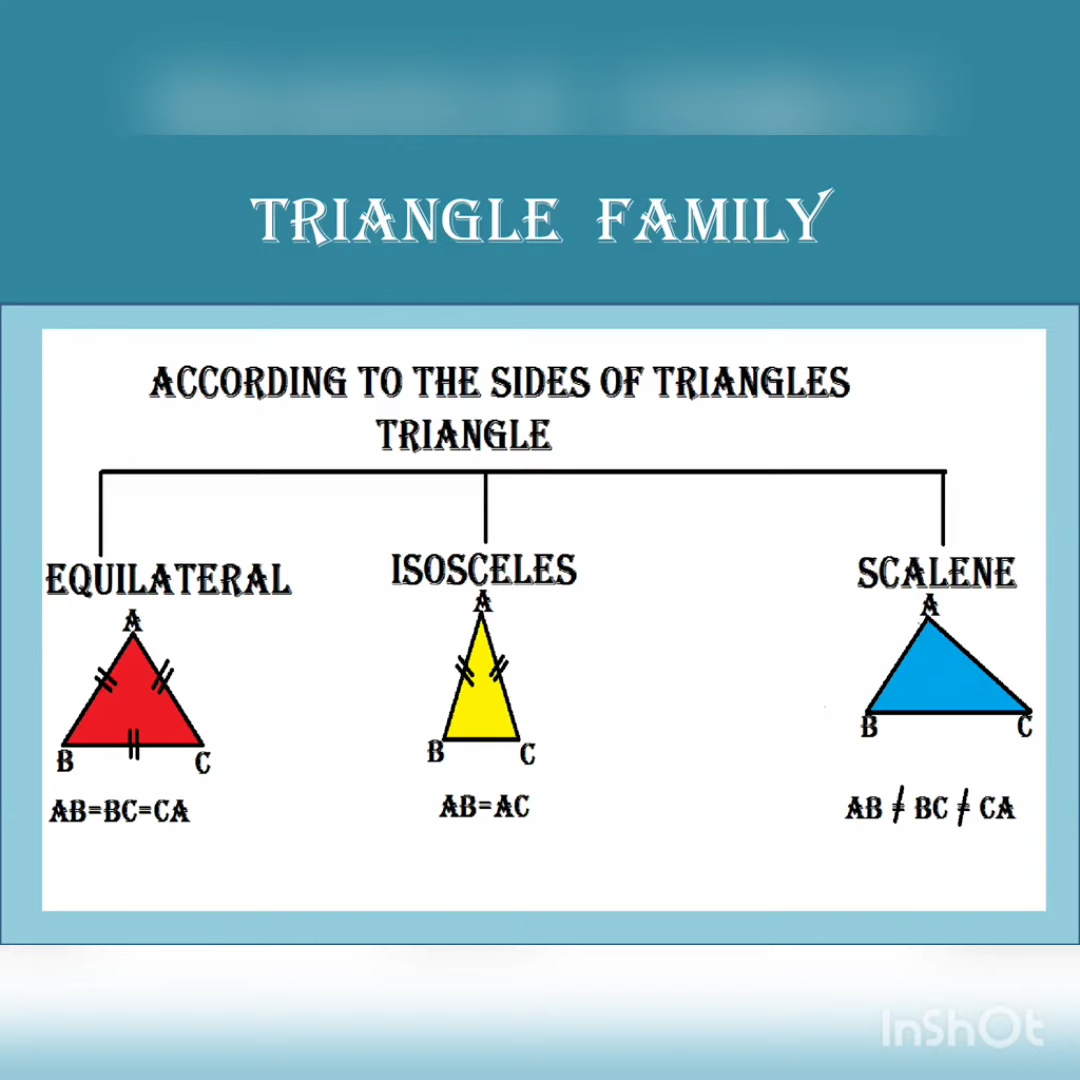 TRIANGLE FAMILY
ACCORDING TO THE SIDES OF TRIANGLES
TRIANGLE
EQUILATERAL
A
B C
AB=BC=CA
ISOSCELES
A
B C
AB=AC
SCALENE
A
B C
AB ≠ BC ≠ CA
InShOt